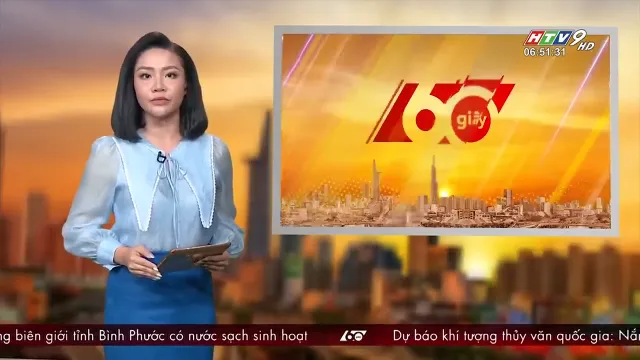 HTV9 HD
06:51:31
60 giây
ng biên giới tỉnh Bình Phước có nước sạch sinh hoạt 60 Dự báo khí tượng thủy văn quốc gia: Nắ